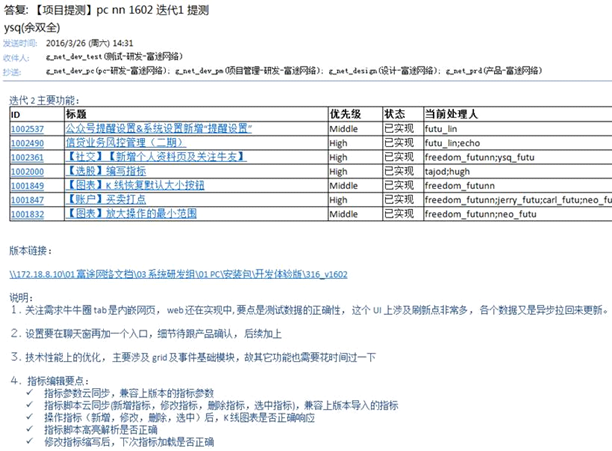 答复: 【项目提测】pc nn 1602 迭代1 提测
ysq(余双全)
发送时间: 2016/3/26 (周六) 14:31
收件人: g_net_dev_test(测试-研发-富途网络)
抄送: g_net_dev_pc(pc-研发-富途网络); g_net_dev_pm(项目管理-研发-富途网络); g_net_design(设计-富途网络); g_net_prd(产品-富途网络)
迭代 2 主要功能：
ID 标题 优先级 状态 当前处理人
1002537 公众号提醒设置&系统设置新增“提醒设置” Middle 已实现 futu_lin
1002490 信贷业务风控管理（二期） High 已实现 futu_lin;echo
1002361 【社交】【新增个人资料页及关注牛友】 High 已实现 freedom_futunn;ysq_futu
1002000 【选股】编写指标 High 已实现 tajod;hugh
1001849 【图表】K 线恢复默认大小按钮 Middle 已实现 freedom_futunn
1001847 【账户】买卖打点 High 已实现 freedom_futunn;jerry_futu;carl_futu;neo_fu
1001832 【图表】放大操作的最小范围 Middle 已实现 freedom_futunn;neo_futu
版本链接：
\\172.18.8.10\01 富途网络文档\03 系统研发组\01 PC\安装包\开发体验版\316_v1602
说明：
1. 关注需求牛牛圈 tab 是内嵌网页， web 还在实现中, 要点是测试数据的正确性， 这个 UI 上涉及刷新点非常多， 各个数据又是异步拉回来更新。
2. 设置要在聊天窗再加一个入口，细节待跟产品确认， 后续加上
3. 技术性能上的优化， 主要涉及 grid 及事件基础模块，故其它功能也需要花时间过一下
4. 指标编辑要点：
✓ 指标参数云同步，兼容上版本的指标参数
✓ 指标脚本云同步(新增指标，修改指标，删除指标，选中指标)，兼容上版本导入的指标
✓ 操作指标（新增，修改，删除，选中）后，K 线图表是否正确响应
✓ 指标脚本高亮解析是否正确
✓ 修改指标缩写后，下次指标加载是否正确